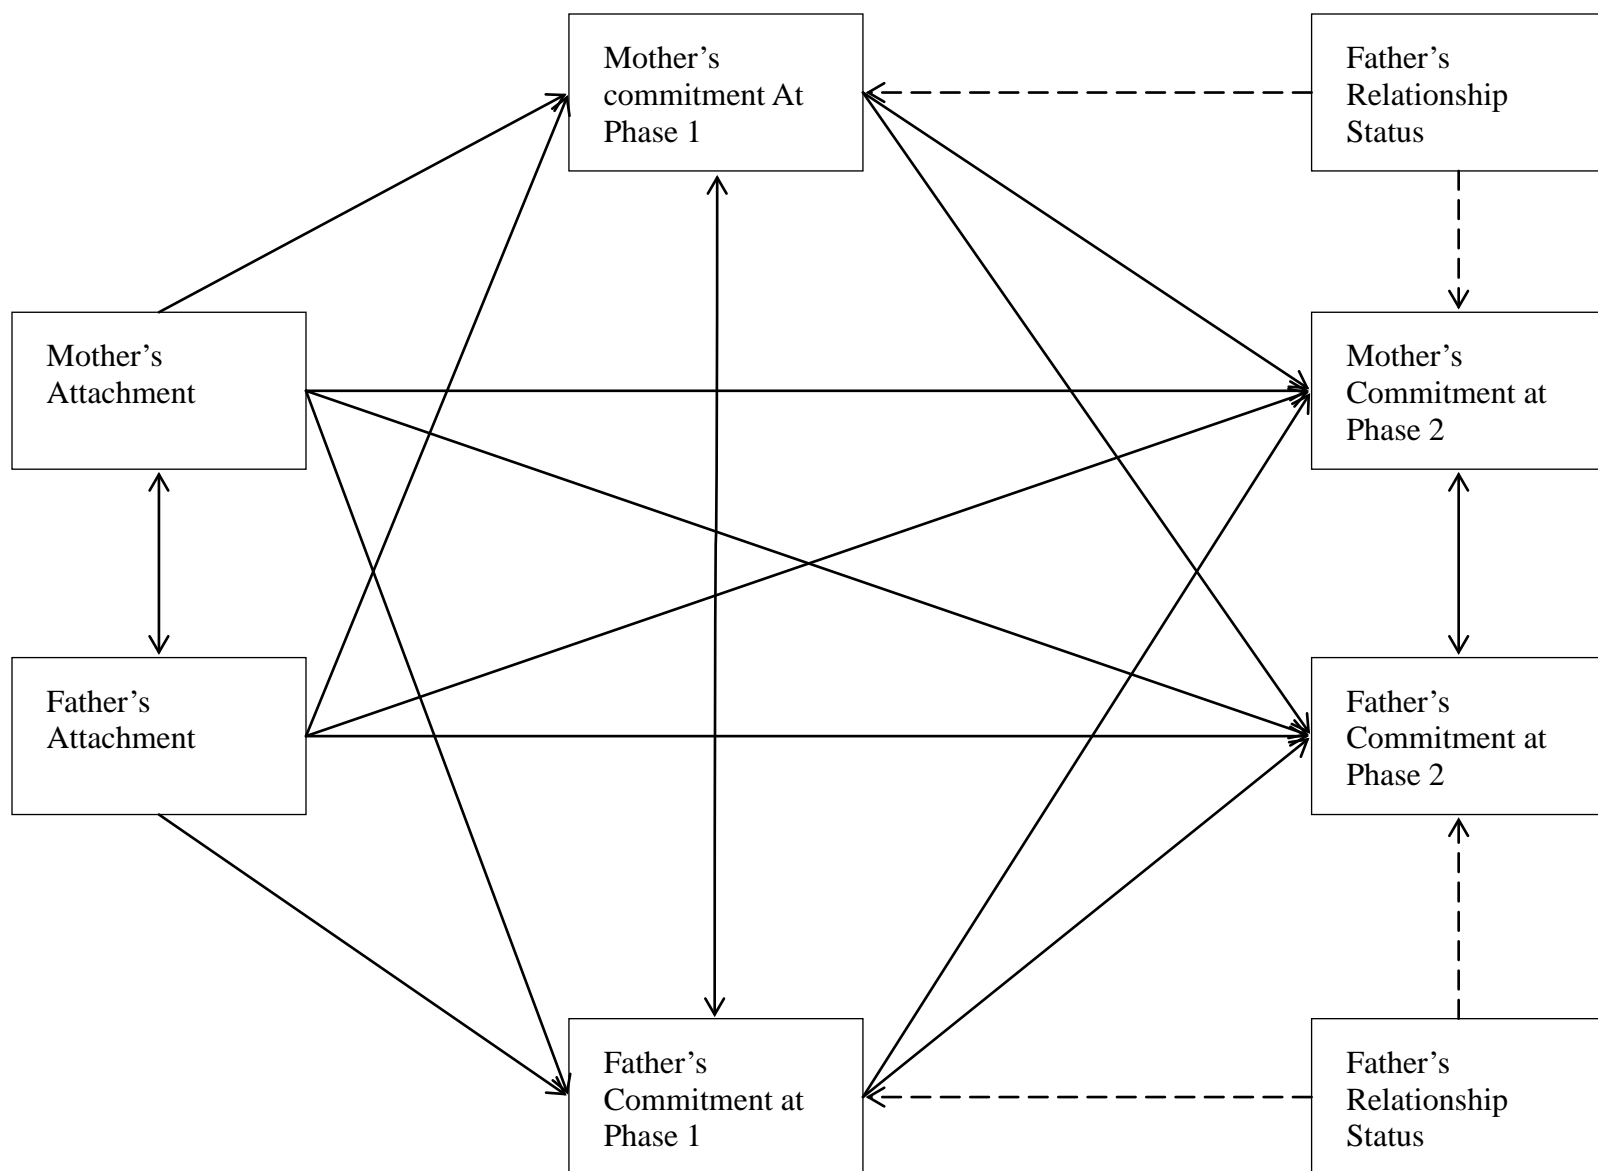 Mother’s
commitment At
Phase 1
Father’s
Relationship
Status
Mother’s
Attachment
Mother’s
Commitment at
Phase 2
Father’s
Attachment
Father’s
Commitment at
Phase 2
Father’s
Commitment at
Phase 1
Father’s
Relationship
Status